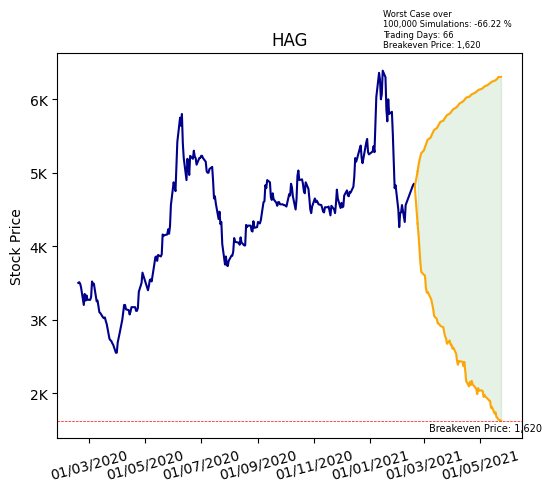 Worst Case over
100,000 Simulations: -66.22 %
Trading Days: 66
Breakeven Price: 1,620
HAG
Stock Price
6K
5K
4K
3K
2K
Breakeven Price: 1,620
01/03/2020
01/05/2020
01/07/2020
01/09/2020
01/11/2020
01/01/2021
01/03/2021
01/05/2021